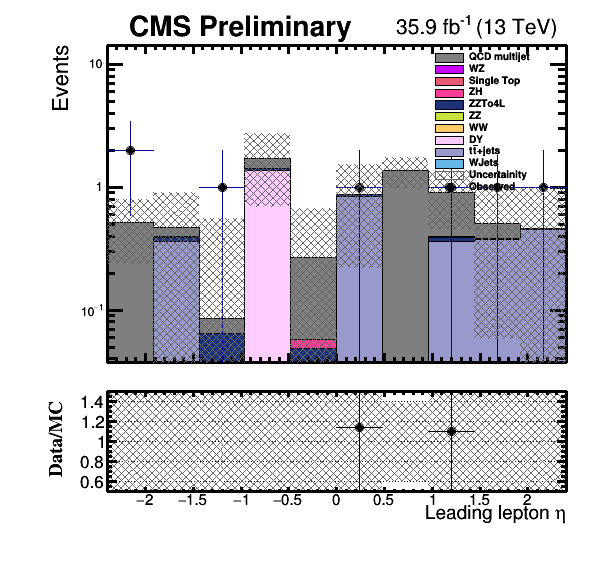 CMS Preliminary 35.9 fb⁻¹ (13 TeV)
Events
10
1
10⁻¹
QCD multijet
WZ
Single Top
ZH
ZZTo4L
ZZ
WW
DY
tt̄+jets
WJets
Uncertainity
Observed
Data/MC
1.4
1.2
1
0.8
0.6
−2 −1.5 −1 −0.5 0 0.5 1 1.5 2
Leading lepton η